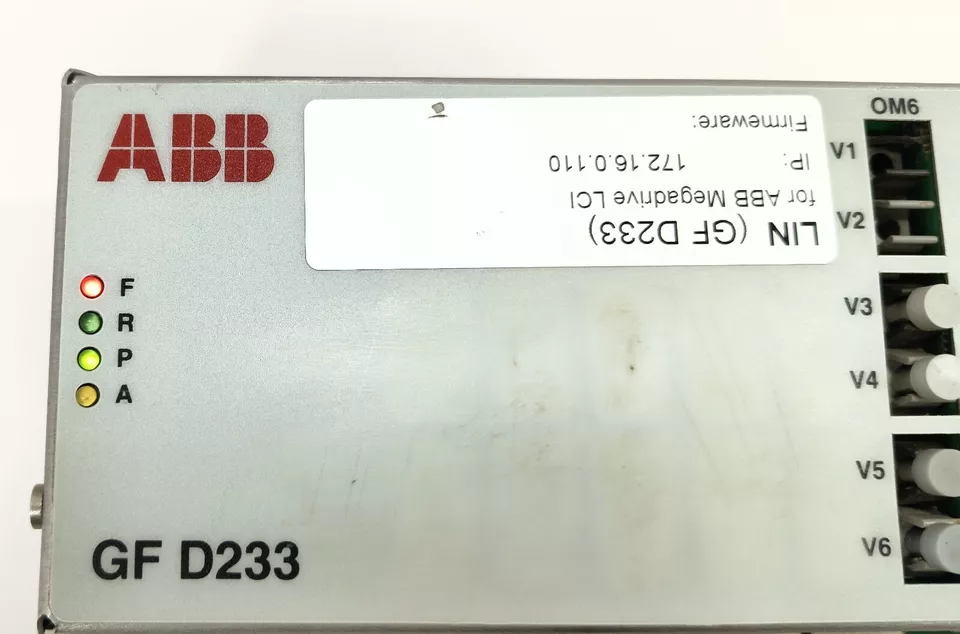 ABB
LIN (GF D233)
for ABB Megadrive LCI
IP: 172.16.0.110
Firmeware:
OM6
V1
V2
V3
V4
V5
V6
F
R
P
A
GF D233